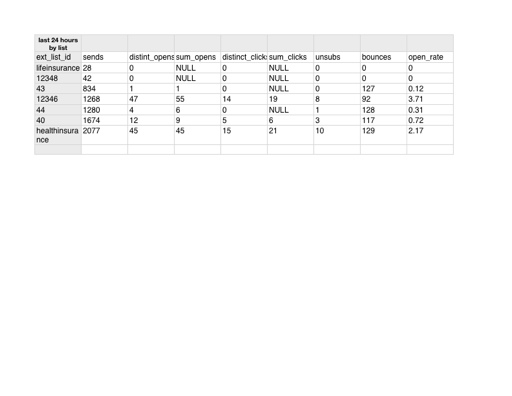 last 24 hours
by list
ext_list_id sends distint_opens sum_opens distinct_click sum_clicks unsubs bounces open_rate
lifeinsurance 28 0 NULL 0 NULL 0 0 0
12348 42 0 NULL 0 NULL 0 0 0
43 834 1 1 0 NULL 0 127 0.12
12346 1268 47 55 14 19 8 92 3.71
44 1280 4 6 0 NULL 1 128 0.31
40 1674 12 9 5 6 3 117 0.72
healthinsura 2077 45 45 15 21 10 129 2.17
nce